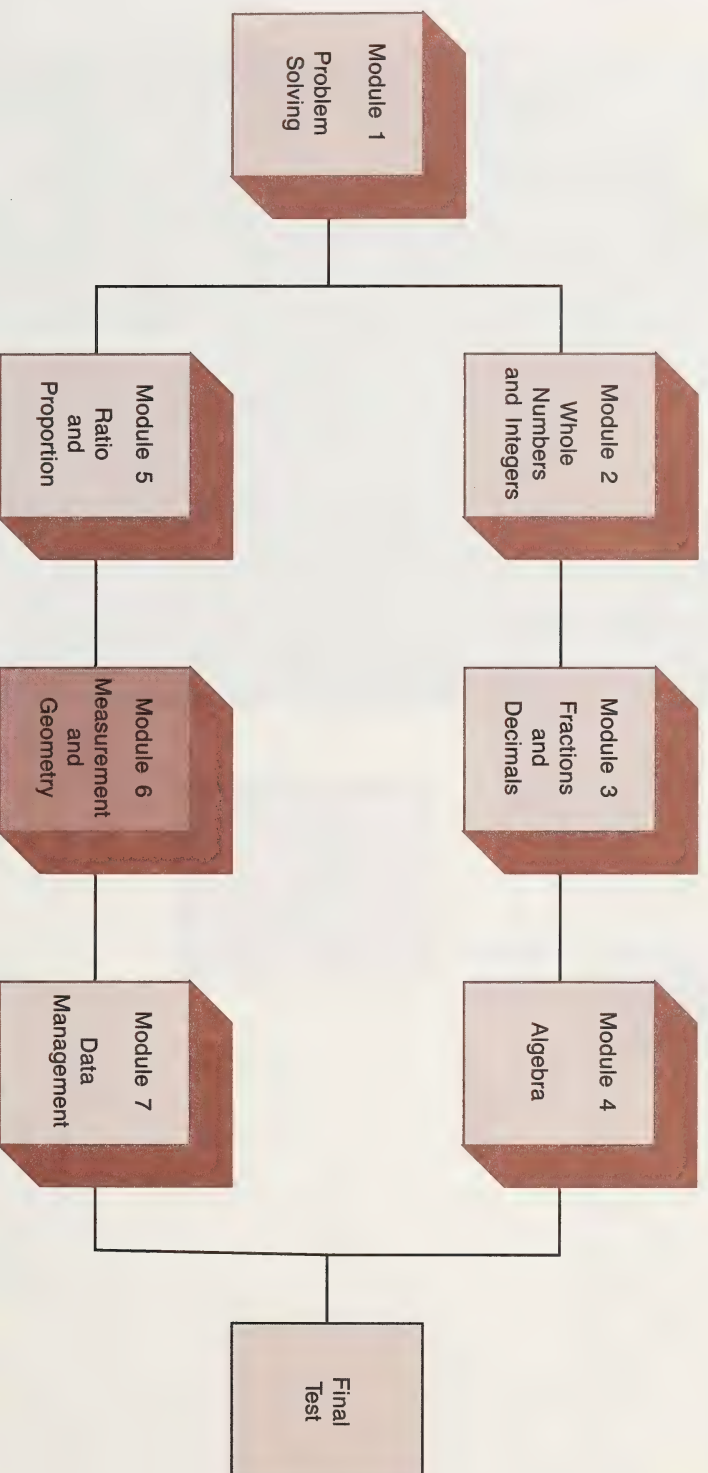 Module 1
Problem
Solving
Module 2
Whole
Numbers
and Integers
Module 3
Fractions
and
Decimals
Module 4
Algebra
Module 5
Ratio
and
Proportion
Module 6
Measurement
and
Geometry
Module 7
Data
Management
Final
Test